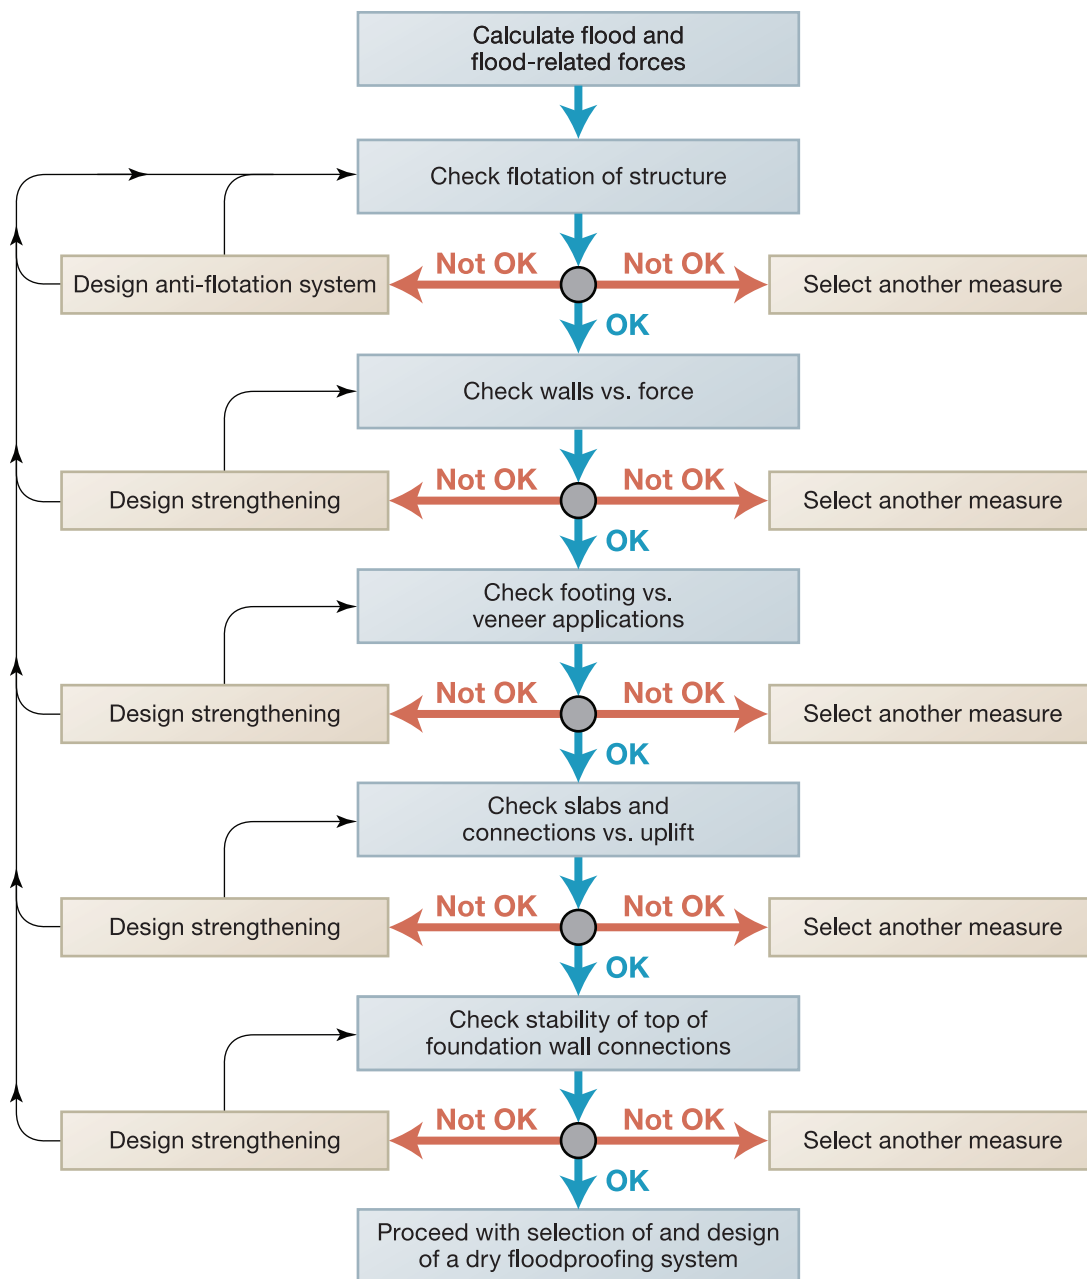 Calculate flood and
flood-related forces
Check flotation of structure
Not OK
Not OK
Design anti-flotation system
Select another measure
OK
Check walls vs. force
Not OK
Not OK
Design strengthening
Select another measure
OK
Check footing vs.
veneer applications
Not OK
Not OK
Design strengthening
Select another measure
OK
Check slabs and
connections vs. uplift
Not OK
Not OK
Design strengthening
Select another measure
OK
Check stability of top of
foundation wall connections
Not OK
Not OK
Design strengthening
Select another measure
OK
Proceed with selection of and design
of a dry floodproofing system